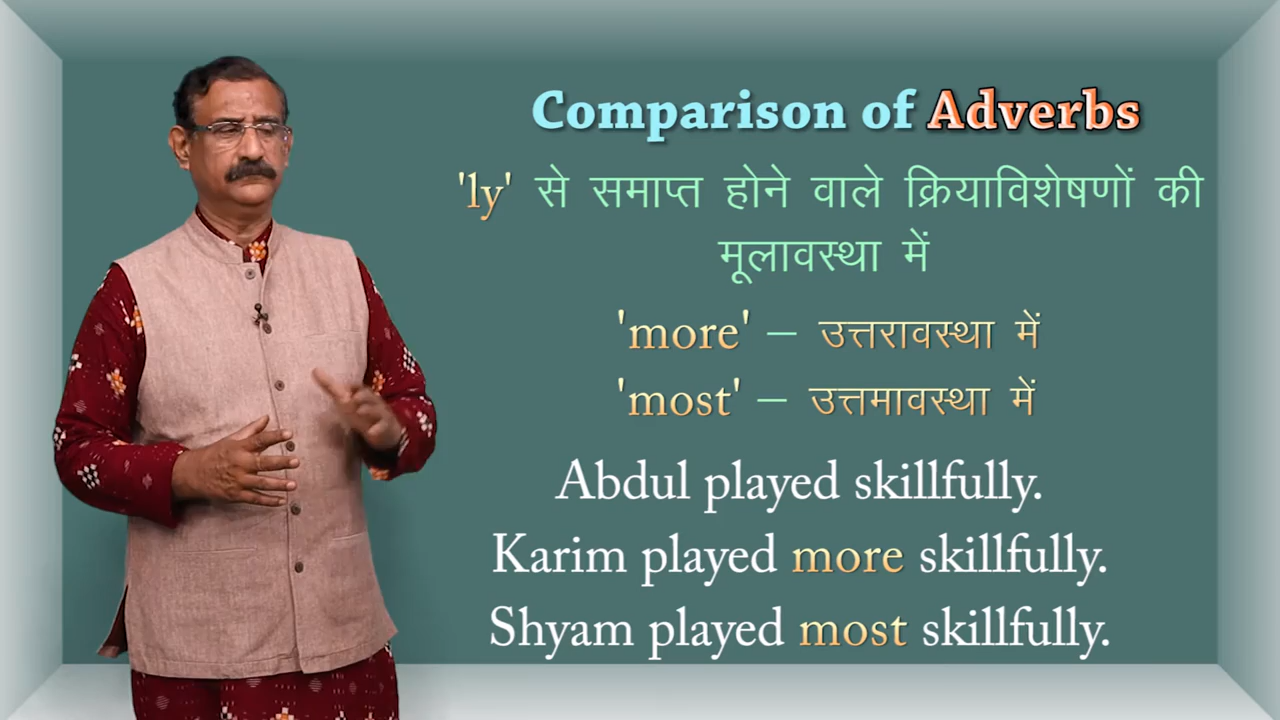 Comparison of Adverbs
'ly' से समाप्त होने वाले क्रियाविशेषणों की
मूलावस्था में
'more' – उत्तरावस्था में
'most' – उत्तमावस्था में
Abdul played skillfully.
Karim played more skillfully.
Shyam played most skillfully.